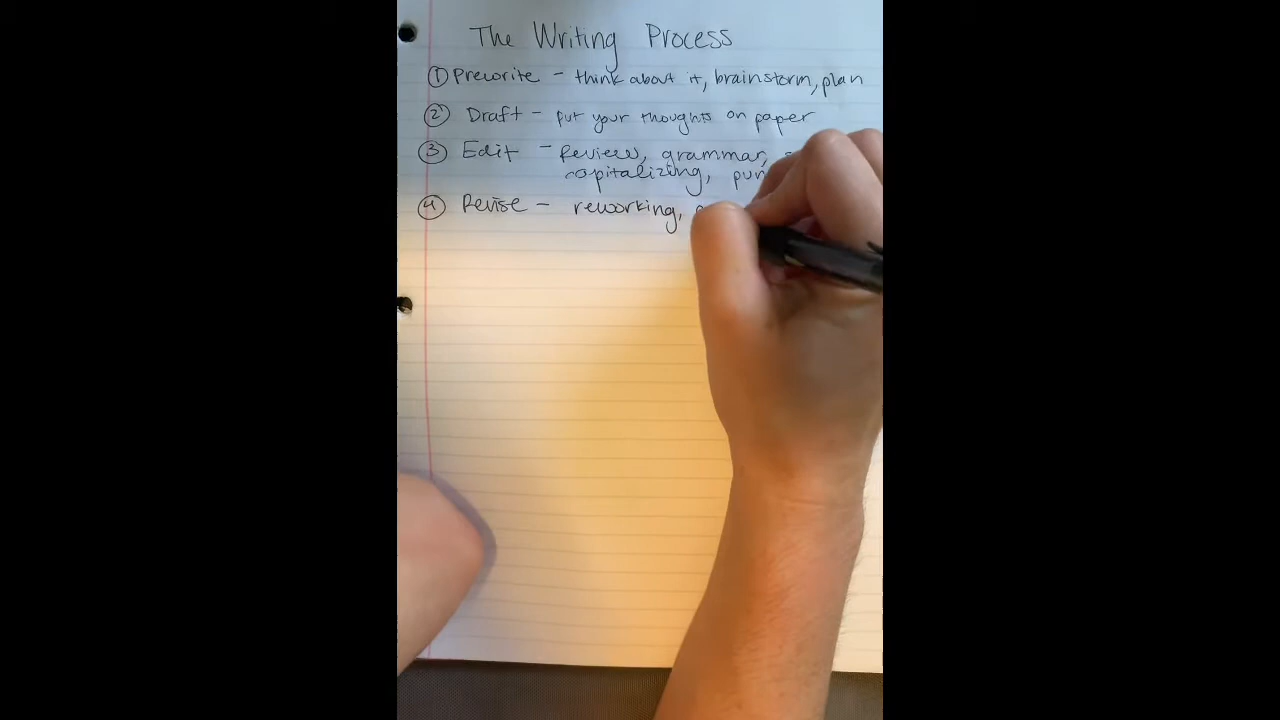 The Writing Process
① Prewrite - think about it, brainstorm, plan
② Draft - put your thoughts on paper
③ Edit - Review, grammar,
capitalizing, pun
④ Revise - reworking,